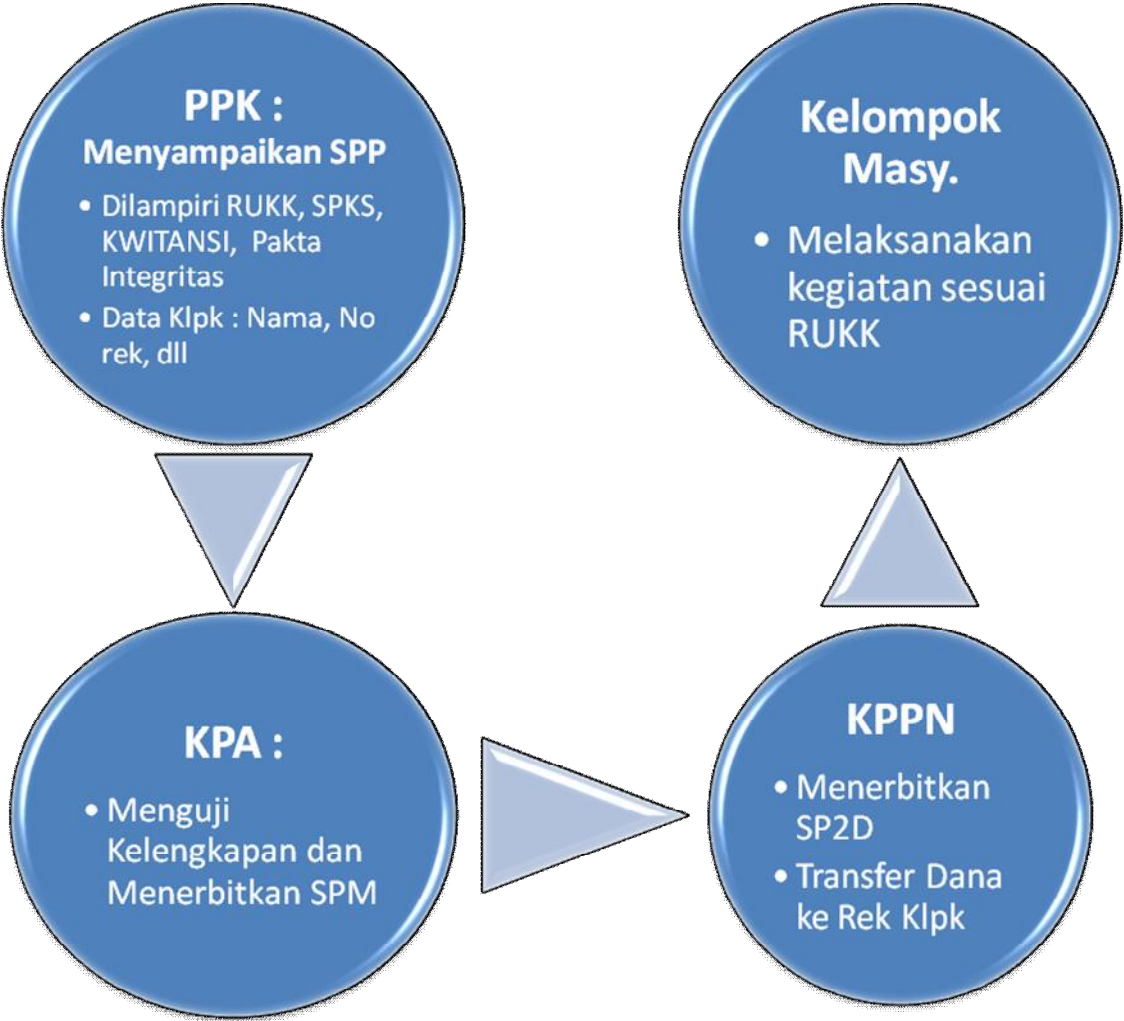 PPK :
Menyampaikan SPP
• Dilampiri RUKK, SPKS,
KWITANSI, Pakta
Integritas
• Data Klpk : Nama, No
rek, dll
KPA :
• Menguji
Kelengkapan dan
Menerbitkan SPM
KPPN
• Menerbitkan
SP2D
• Transfer Dana
ke Rek Klpk
Kelompok
Masy.
• Melaksanakan
kegiatan sesuai
RUKK